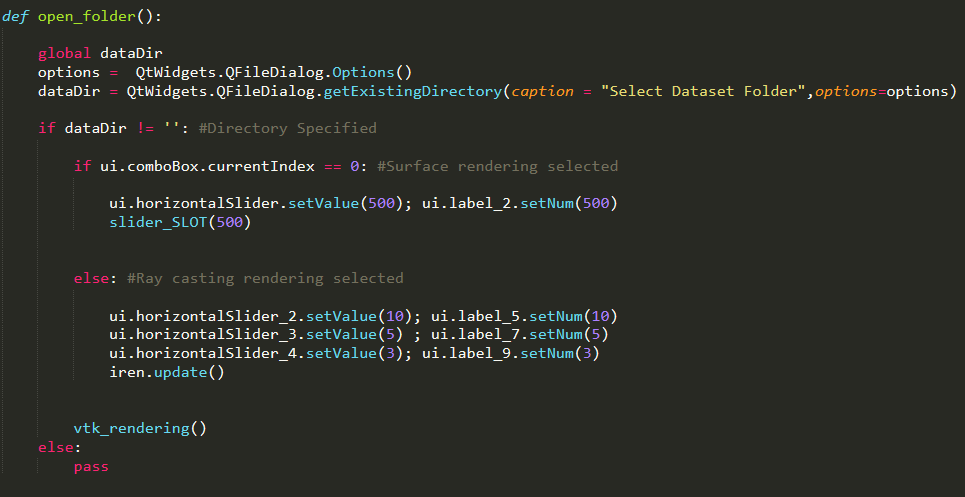 def open_folder():
global dataDir
options =  QtWidgets.QFileDialog.Options()
dataDir = QtWidgets.QFileDialog.getExistingDirectory(caption = "Select Dataset Folder",options=options)
if dataDir != '': #Directory Specified
if ui.comboBox.currentIndex == 0: #Surface rendering selected
ui.horizontalSlider.setValue(500); ui.label_2.setNum(500)
slider_SLOT(500)
else: #Ray casting rendering selected
ui.horizontalSlider_2.setValue(10); ui.label_5.setNum(10)
ui.horizontalSlider_3.setValue(5) ; ui.label_7.setNum(5)
ui.horizontalSlider_4.setValue(3); ui.label_9.setNum(3)
iren.update()
vtk_rendering()
else:
pass